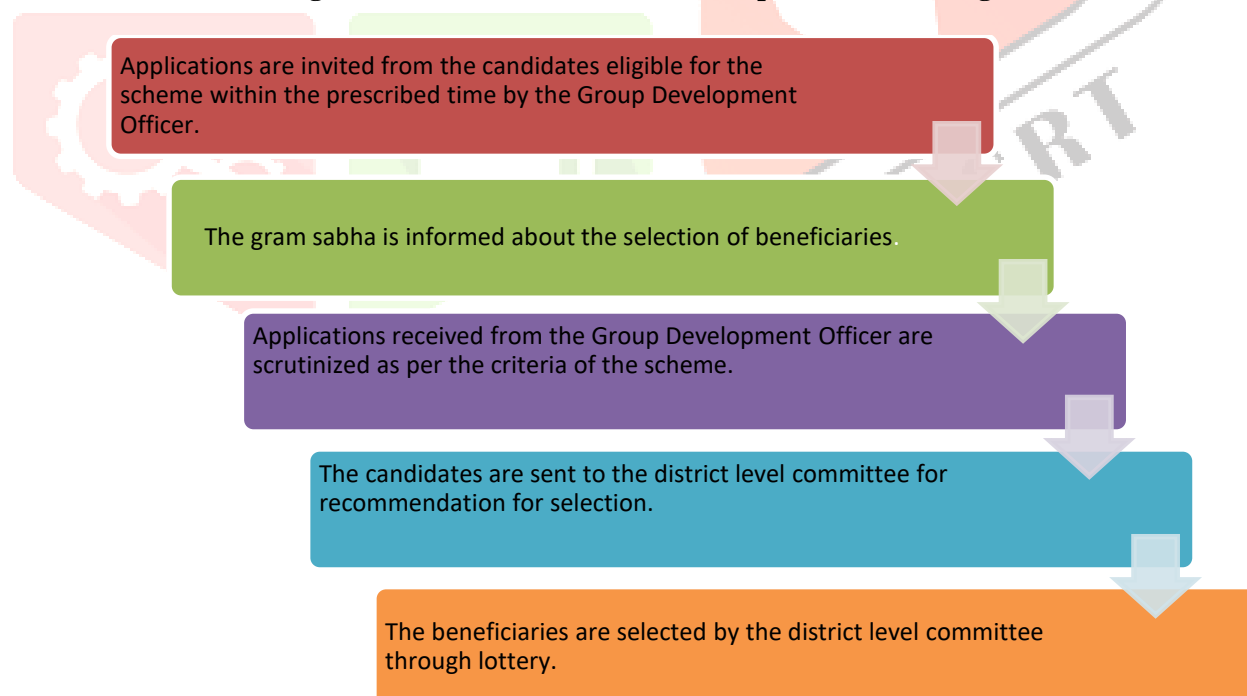 Applications are invited from the candidates eligible for the
scheme within the prescribed time by the Group Development
Officer.
The gram sabha is informed about the selection of beneficiaries.
Applications received from the Group Development Officer are
scrutinized as per the criteria of the scheme.
The candidates are sent to the district level committee for
recommendation for selection.
The beneficiaries are selected by the district level committee
through lottery.